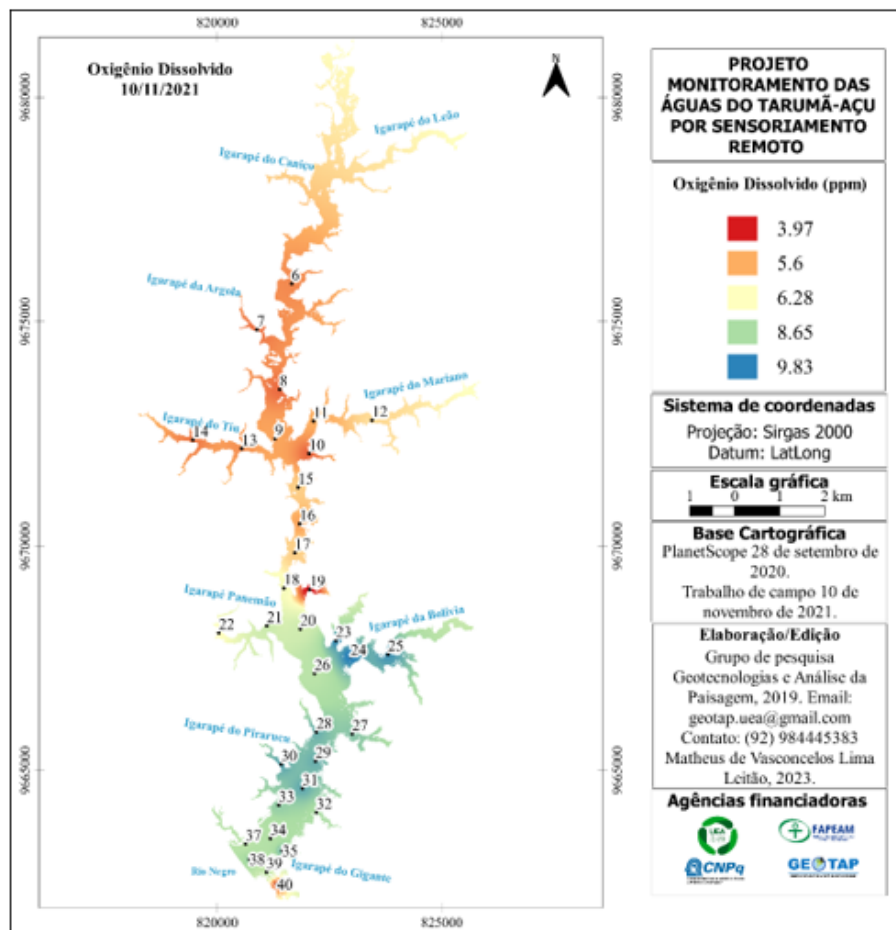 820000
825000
Oxigênio Dissolvido
10/11/2021
N
9680000
9680000
Igarapé do Leão
Igarapé do Caniço
6
Igarapé da Argola
7
9675000
9675000
8
Igarapé do Mariano
11
12
Igarapé do Tiu
14
13
9
10
15
16
17
9670000
9670000
18
19
Igarapé Panemão
22
21
20
23
Igarapé da Bolívia
24
25
26
28
27
Igarapé do Pirarucu
30
29
9665000
9665000
31
33
32
37
34
38
35
39
Igarapé do Gigante
Rio Negro
40
820000
825000
PROJETO
MONITORAMENTO DAS
ÁGUAS DO TARUMÃ-AÇU
POR SENSORIAMENTO
REMOTO
Oxigênio Dissolvido (ppm)
3.97
5.6
6.28
8.65
9.83
Sistema de coordenadas
Projeção: Sirgas 2000
Datum: LatLong
Escala gráfica
1 0 1 2 km
Base Cartográfica
PlanetScope 28 de setembro de
2020.
Trabalho de campo 10 de
novembro de 2021.
Elaboração/Edição
Grupo de pesquisa
Geotecnologias e Análise da
Paisagem, 2019. Email:
geotap.uea@gmail.com
Contato: (92) 984445383
Matheus de Vasconcelos Lima
Leitão, 2023.
Agências financiadoras
UEA
FAPEAM
CNPq
GEOTAP